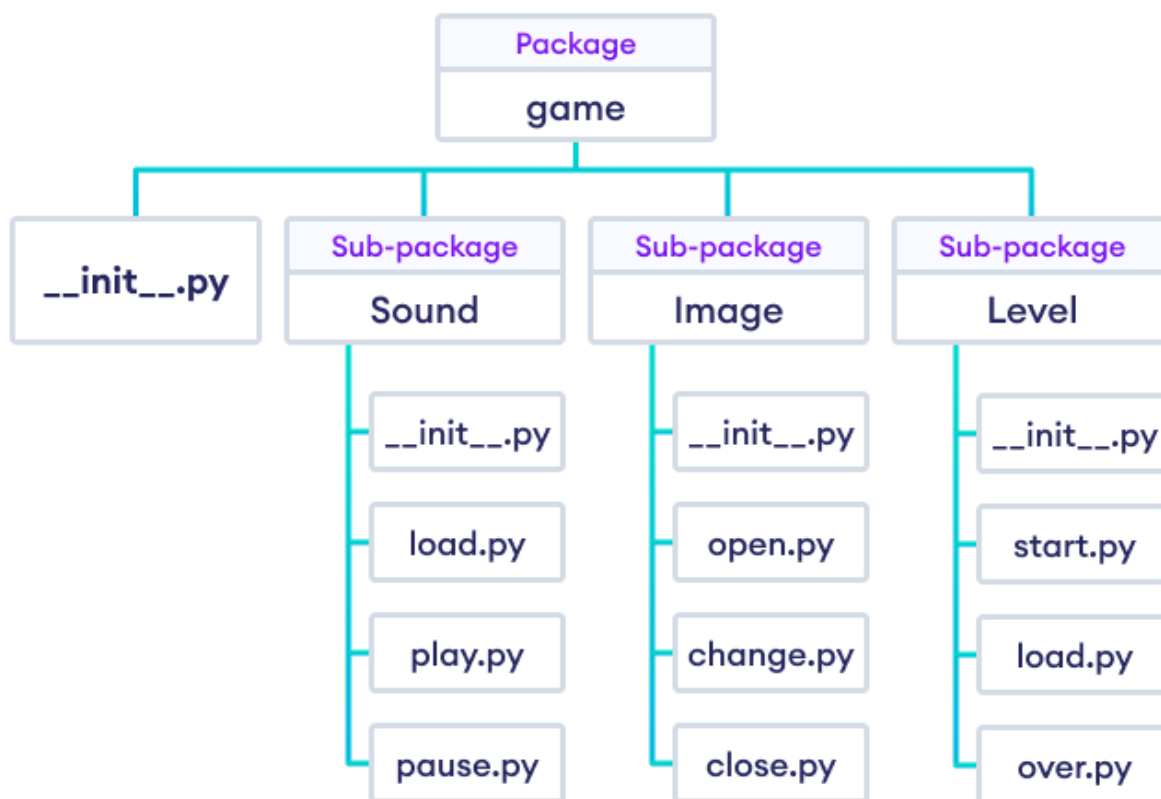 Package
game
__init__.py
Sub-package
Sound
__init__.py
load.py
play.py
pause.py
Sub-package
Image
__init__.py
open.py
change.py
close.py
Sub-package
Level
__init__.py
start.py
load.py
over.py